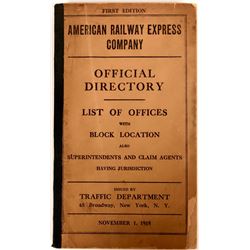 FIRST EDITION
AMERICAN RAILWAY EXPRESS
COMPANY
OFFICIAL
DIRECTORY
LIST OF OFFICES
WITH
BLOCK LOCATION
ALSO
SUPERINTENDENTS AND CLAIM AGENTS
HAVING JURISDICTION
ISSUED BY
TRAFFIC DEPARTMENT
65 Broadway, New York, N. Y.
NOVEMBER 1, 1918